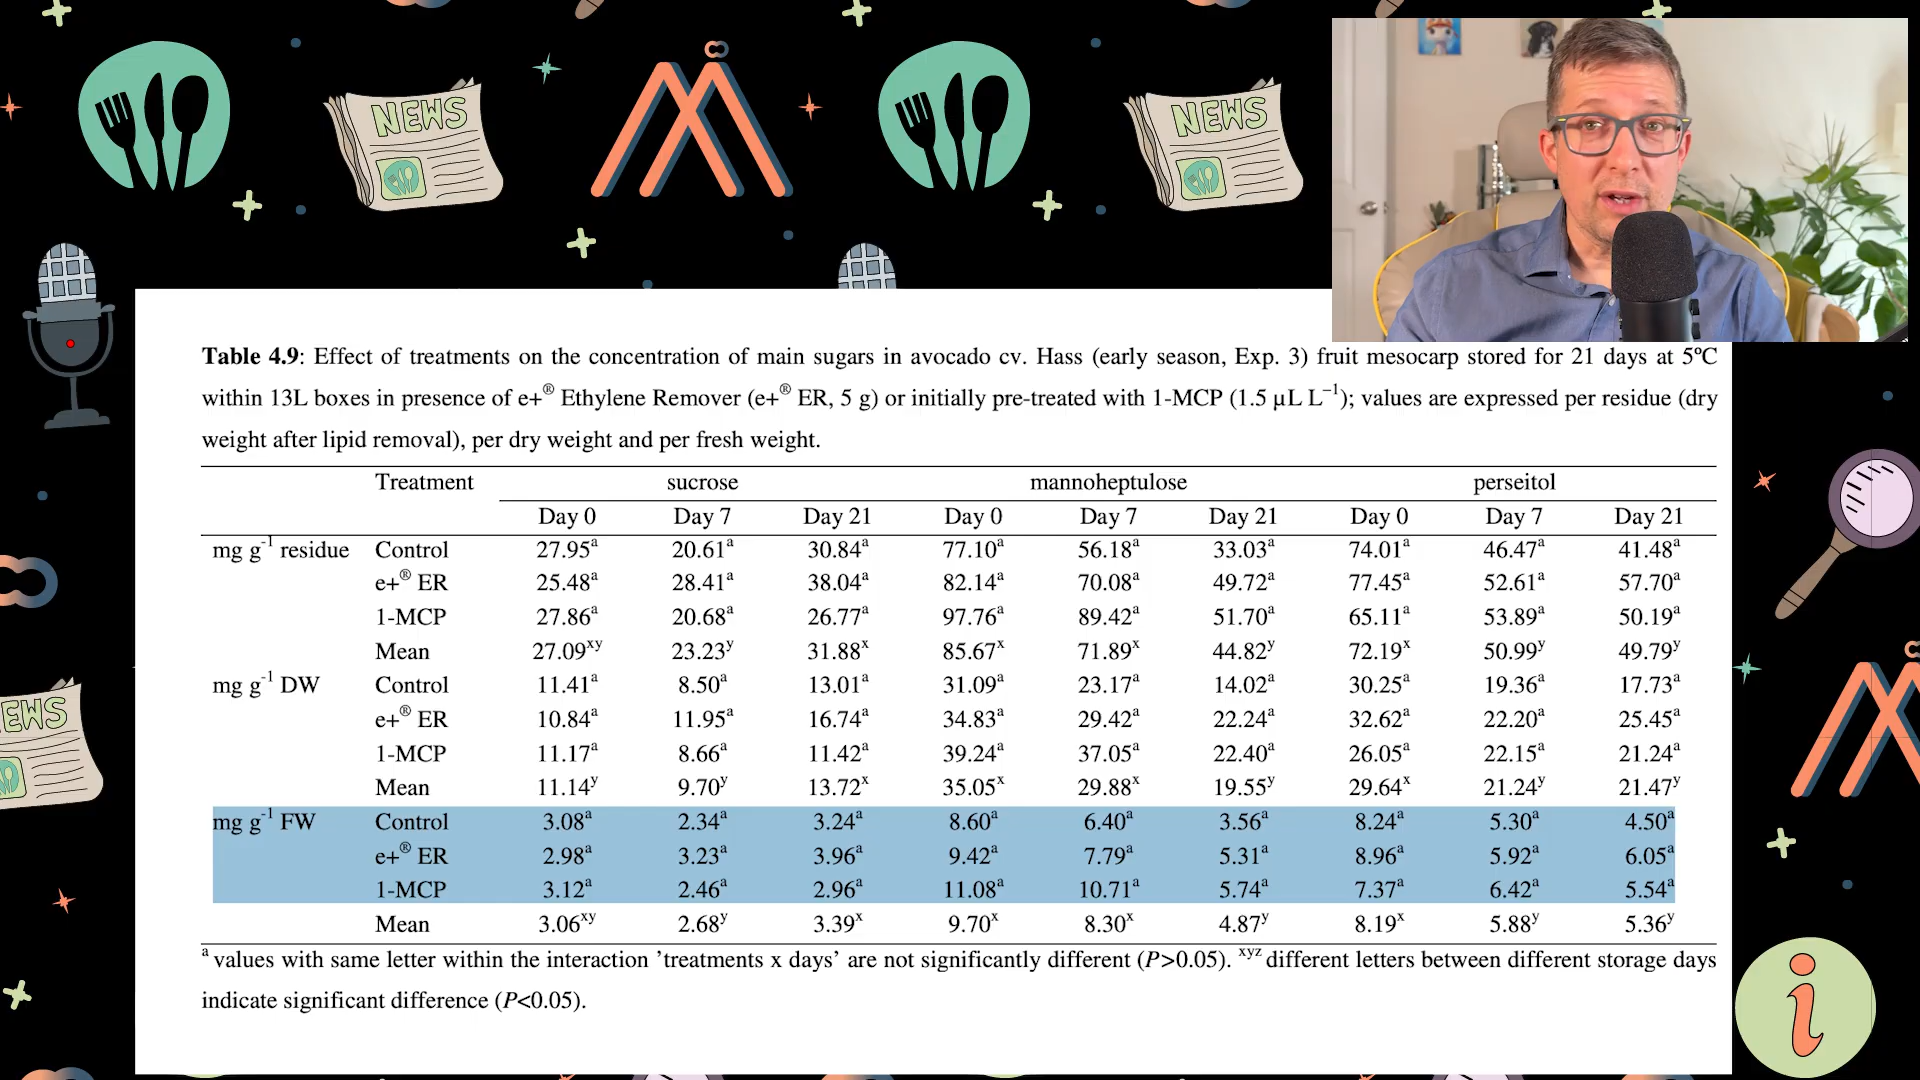 NEWS
NEWS
EWS
Table 4.9: Effect of treatments on the concentration of main sugars in avocado cv. Hass (early season, Exp. 3) fruit mesocarp stored for 21 days at 5ºC
within 13L boxes in presence of e+® Ethylene Remover (e+® ER, 5 g) or initially pre-treated with 1-MCP (1.5 µL L⁻¹); values are expressed per residue (dry
weight after lipid removal), per dry weight and per fresh weight.
Treatment sucrose mannoheptulose perseitol
Day 0 Day 7 Day 21 Day 0 Day 7 Day 21 Day 0 Day 7 Day 21
mg g⁻¹ residue Control 27.95ᵃ 20.61ᵃ 30.84ᵃ 77.10ᵃ 56.18ᵃ 33.03ᵃ 74.01ᵃ 46.47ᵃ 41.48ᵃ
e+® ER 25.48ᵃ 28.41ᵃ 38.04ᵃ 82.14ᵃ 70.08ᵃ 49.72ᵃ 77.45ᵃ 52.61ᵃ 57.70ᵃ
1-MCP 27.86ᵃ 20.68ᵃ 26.77ᵃ 97.76ᵃ 89.42ᵃ 51.70ᵃ 65.11ᵃ 53.89ᵃ 50.19ᵃ
Mean 27.09ˣʸ 23.23ʸ 31.88ˣ 85.67ˣ 71.89ˣ 44.82ʸ 72.19ˣ 50.99ʸ 49.79ʸ
mg g⁻¹ DW Control 11.41ᵃ 8.50ᵃ 13.01ᵃ 31.09ᵃ 23.17ᵃ 14.02ᵃ 30.25ᵃ 19.36ᵃ 17.73ᵃ
e+® ER 10.84ᵃ 11.95ᵃ 16.74ᵃ 34.83ᵃ 29.42ᵃ 22.24ᵃ 32.62ᵃ 22.20ᵃ 25.45ᵃ
1-MCP 11.17ᵃ 8.66ᵃ 11.42ᵃ 39.24ᵃ 37.05ᵃ 22.40ᵃ 26.05ᵃ 22.15ᵃ 21.24ᵃ
Mean 11.14ʸ 9.70ʸ 13.72ˣ 35.05ˣ 29.88ˣ 19.55ʸ 29.64ˣ 21.24ʸ 21.47ʸ
mg g⁻¹ FW Control 3.08ᵃ 2.34ᵃ 3.24ᵃ 8.60ᵃ 6.40ᵃ 3.56ᵃ 8.24ᵃ 5.30ᵃ 4.50ᵃ
e+® ER 2.98ᵃ 3.23ᵃ 3.96ᵃ 9.42ᵃ 7.79ᵃ 5.31ᵃ 8.96ᵃ 5.92ᵃ 6.05ᵃ
1-MCP 3.12ᵃ 2.46ᵃ 2.96ᵃ 11.08ᵃ 10.71ᵃ 5.74ᵃ 7.37ᵃ 6.42ᵃ 5.54ᵃ
Mean 3.06ˣʸ 2.68ʸ 3.39ˣ 9.70ˣ 8.30ˣ 4.87ʸ 8.19ˣ 5.88ʸ 5.36ʸ
ᵃ values with same letter within the interaction ’treatments x days’ are not significantly different (P>0.05). ˣʸᶻ different letters between different storage days
indicate significant difference (P<0.05).
i